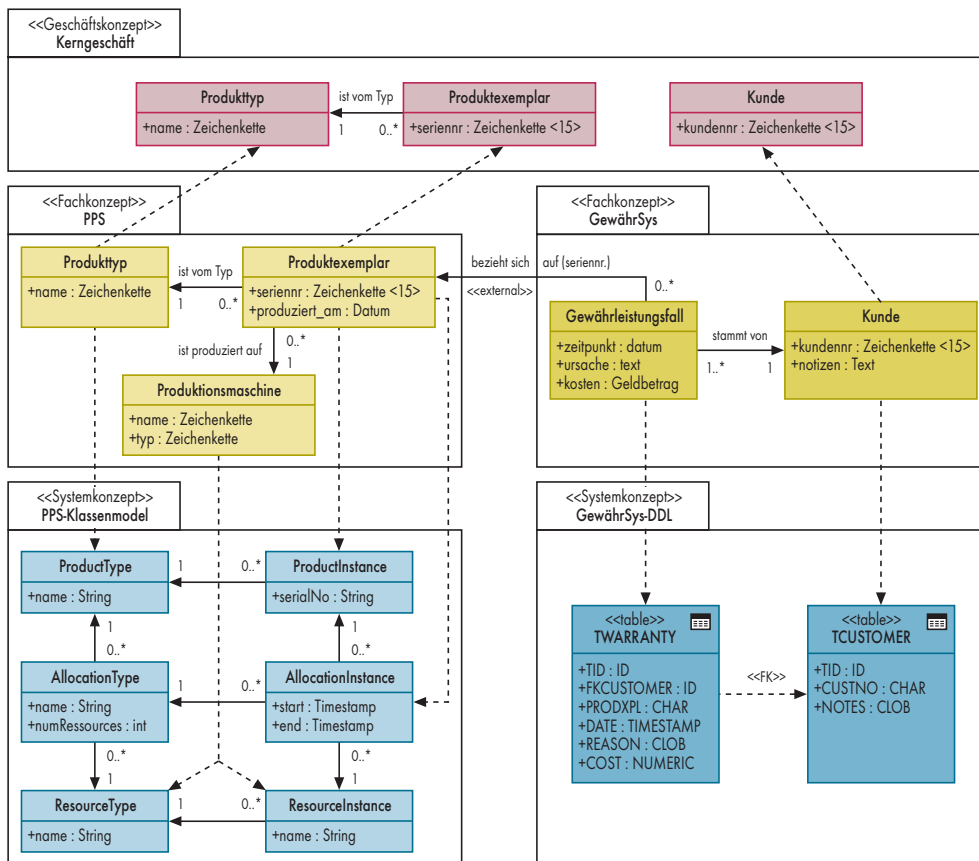 <<Geschäftskonzept>>
Kerngeschäft
Produkttyp
+name : Zeichenkette
ist vom Typ
1
0..*
Produktexemplar
+seriennr : Zeichenkette <15>
Kunde
+kundennr : Zeichenkette <15>
<<Fachkonzept>>
PPS
Produkttyp
+name : Zeichenkette
ist vom Typ
1
0..*
Produktexemplar
+seriennr : Zeichenkette <15>
+produziert_am : Datum
ist produziert auf
0..*
1
Produktionsmaschine
+name : Zeichenkette
+typ : Zeichenkette
<<Fachkonzept>>
GewährSys
bezieht sich auf (seriennr.)
<<external>>
0..*
Gewährleistungsfall
+zeitpunkt : datum
+ursache : text
+kosten : Geldbetrag
stammt von
1..*
1
Kunde
+kundennr : Zeichenkette <15>
+notizen : Text
<<Systemkonzept>>
PPS-Klassenmodel
ProductType
+name : String
1
0..*
ProductInstance
+serialNo : String
1
0..*
1
0..*
AllocationType
+name : String
+numRessources : int
1
0..*
AllocationInstance
+start : Timestamp
+end : Timestamp
0..*
1
0..*
1
ResourceType
+name : String
1
0..*
ResourceInstance
+name : String
<<Systemkonzept>>
GewährSys-DDL
<<table>>
TWARRANTY
+TID : ID
+FKCUSTOMER : ID
+PRODXPL : CHAR
+DATE : TIMESTAMP
+REASON : CLOB
+COST : NUMERIC
<<FK>>
<<table>>
TCUSTOMER
+TID : ID
+CUSTNO : CHAR
+NOTES : CLOB